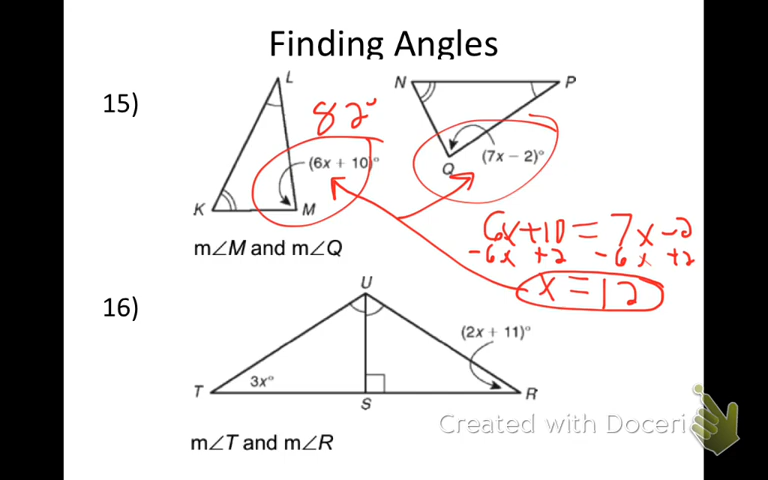 Finding Angles
15)
L
N
P
82°
(6x + 10)°
Q
(7x − 2)°
K
M
6x+10 = 7x-2
-6x +2 -6x +2
m∠M and m∠Q
x = 12
16)
U
(2x + 11)°
3x°
T
S
R
Created with Doceri
m∠T and m∠R